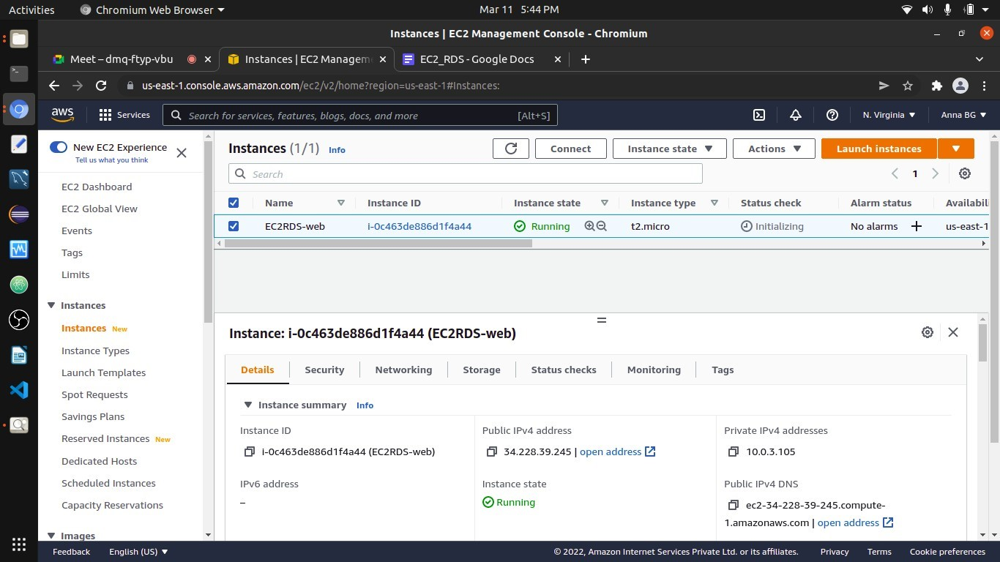 Activities Chromium Web Browser Mar 11 5:44 PM
Instances | EC2 Management Console - Chromium
Meet – dmq-ftyp-vbu Instances | EC2 Managem EC2_RDS - Google Docs
us-east-1.console.aws.amazon.com/ec2/v2/home?region=us-east-1#Instances:
aws Services Search for services, features, blogs, docs, and more [Alt+S] N. Virginia Anna BG
New EC2 Experience
Tell us what you think
EC2 Dashboard
EC2 Global View
Events
Tags
Limits
Instances
Instances New
Instance Types
Launch Templates
Spot Requests
Savings Plans
Reserved Instances New
Dedicated Hosts
Scheduled Instances
Capacity Reservations
Images
Instances (1/1) Info Connect Instance state Actions Launch instances
Search 1
Name Instance ID Instance state Instance type Status check Alarm status Availabili
EC2RDS-web i-0c463de886d1f4a44 Running t2.micro Initializing No alarms us-east-1
Instance: i-0c463de886d1f4a44 (EC2RDS-web)
Details Security Networking Storage Status checks Monitoring Tags
Instance summary Info
Instance ID
i-0c463de886d1f4a44 (EC2RDS-web)
Public IPv4 address
34.228.39.245 | open address
Private IPv4 addresses
10.0.3.105
IPv6 address
–
Instance state
Running
Public IPv4 DNS
ec2-34-228-39-245.compute-
1.amazonaws.com | open address
Feedback English (US) © 2022, Amazon Internet Services Private Ltd. or its affiliates. Privacy Terms Cookie preferences